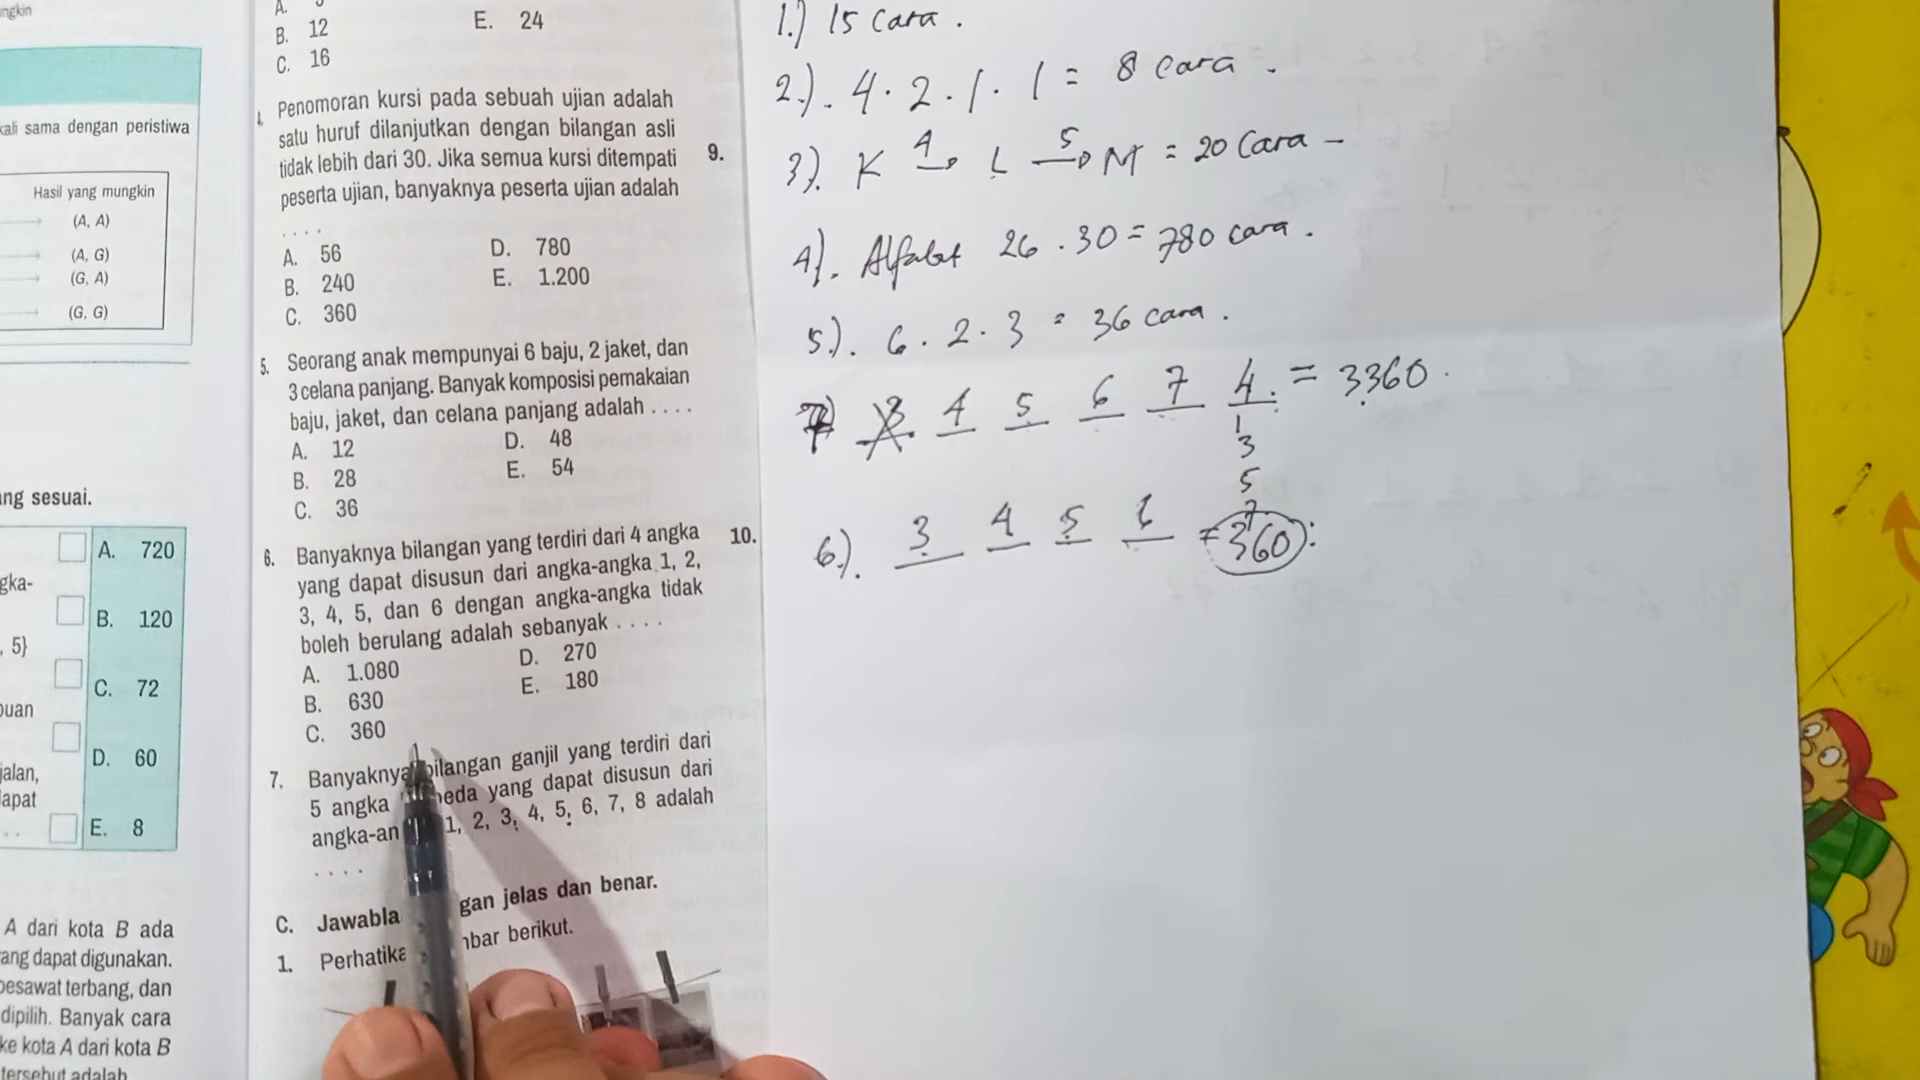 ngkin
kali sama dengan peristiwa
Hasil yang mungkin
(A, A)
(A, G)
(G, A)
(G, G)
ang sesuai.
gka-
, 5}
puan
jalan,
lapat
. .
A. 720
B. 120
C. 72
D. 60
E. 8
A dari kota B ada
ang dapat digunakan.
pesawat terbang, dan
dipilih. Banyak cara
ke kota A dari kota B
tersebut adalah
A.
B. 12
C. 16
E. 24
Penomoran kursi pada sebuah ujian adalah
satu huruf dilanjutkan dengan bilangan asli
tidak lebih dari 30. Jika semua kursi ditempati
peserta ujian, banyaknya peserta ujian adalah
. . . .
A. 56
B. 240
C. 360
D. 780
E. 1.200
5. Seorang anak mempunyai 6 baju, 2 jaket, dan
3 celana panjang. Banyak komposisi pemakaian
baju, jaket, dan celana panjang adalah . . . .
A. 12
B. 28
C. 36
D. 48
E. 54
6. Banyaknya bilangan yang terdiri dari 4 angka
yang dapat disusun dari angka-angka 1, 2,
3, 4, 5, dan 6 dengan angka-angka tidak
boleh berulang adalah sebanyak . . . .
A. 1.080
B. 630
C. 360
D. 270
E. 180
7. Banyaknya bilangan ganjil yang terdiri dari
5 angka beda yang dapat disusun dari
angka-an 1, 2, 3, 4, 5, 6, 7, 8 adalah
. . . .
C. Jawabla gan jelas dan benar.
1. Perhatika mbar berikut.
9.
10.
1.) 15 Cara .
2.). 4 . 2 . 1 . 1 = 8 cara .
3). K 4 → L 5 → M = 20 Cara -
4). Alfabet 26 . 30 = 780 cara .
5.). 6 . 2 . 3 = 36 cara .
7) 4 5 6 7 4 . = 3360 .
1
3
5
7
6.). 3 4 5 6 = 360 :